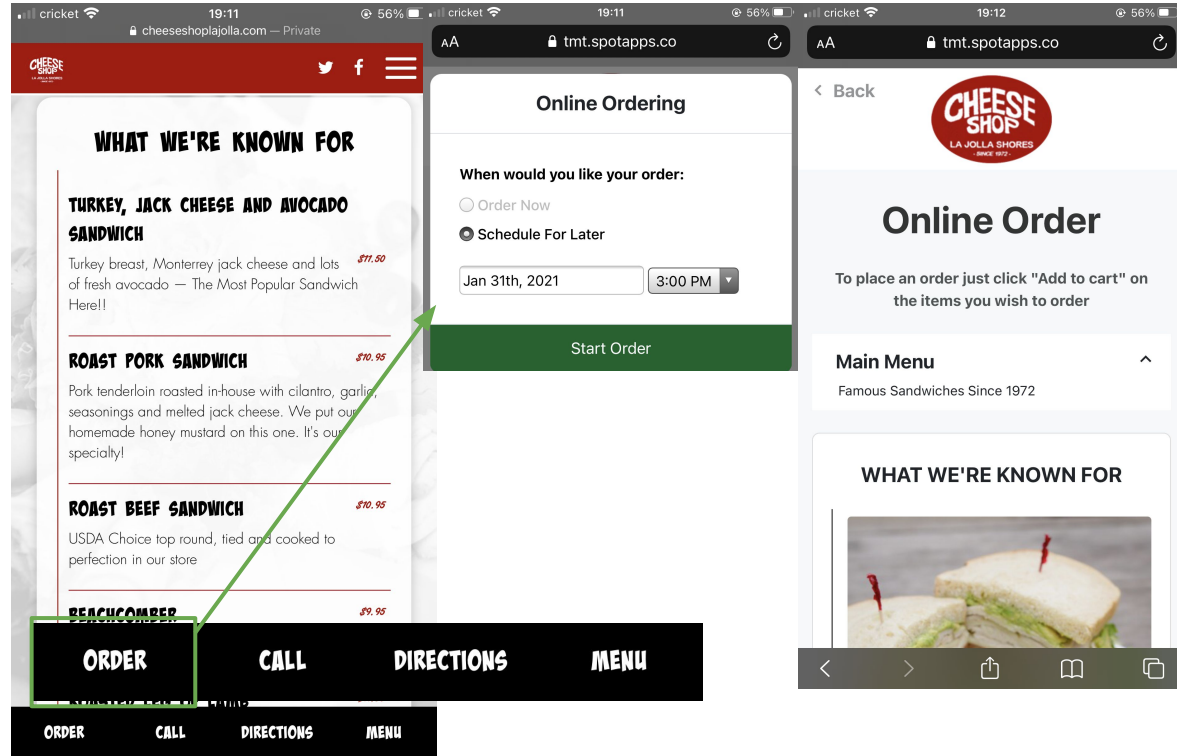 cricket 19:11 56%
cheeseshoplajolla.com — Private
CHEESE
SHOP
LA JOLLA SHORES
WHAT WE'RE KNOWN FOR
TURKEY, JACK CHEESE AND AVOCADO
SANDWICH
$11.50
Turkey breast, Monterrey jack cheese and lots
of fresh avocado — The Most Popular Sandwich
Here!!
ROAST PORK SANDWICH $10.95
Pork tenderloin roasted in-house with cilantro, garlic,
seasonings and melted jack cheese. We put our
homemade honey mustard on this one. It's our
specialty!
ROAST BEEF SANDWICH $10.95
USDA Choice top round, tied and cooked to
perfection in our store
BEACHCOMBER $9.95
ORDER CALL DIRECTIONS MENU
ORDER CALL DIRECTIONS MENU
cricket 19:11 56%
AA tmt.spotapps.co
Online Ordering
When would you like your order:
Order Now
Schedule For Later
Jan 31th, 2021 3:00 PM
Start Order
cricket 19:12 56%
AA tmt.spotapps.co
Back
CHEESE
SHOP
LA JOLLA SHORES
- SINCE 1972 -
Online Order
To place an order just click "Add to cart" on
the items you wish to order
Main Menu
Famous Sandwiches Since 1972
WHAT WE'RE KNOWN FOR